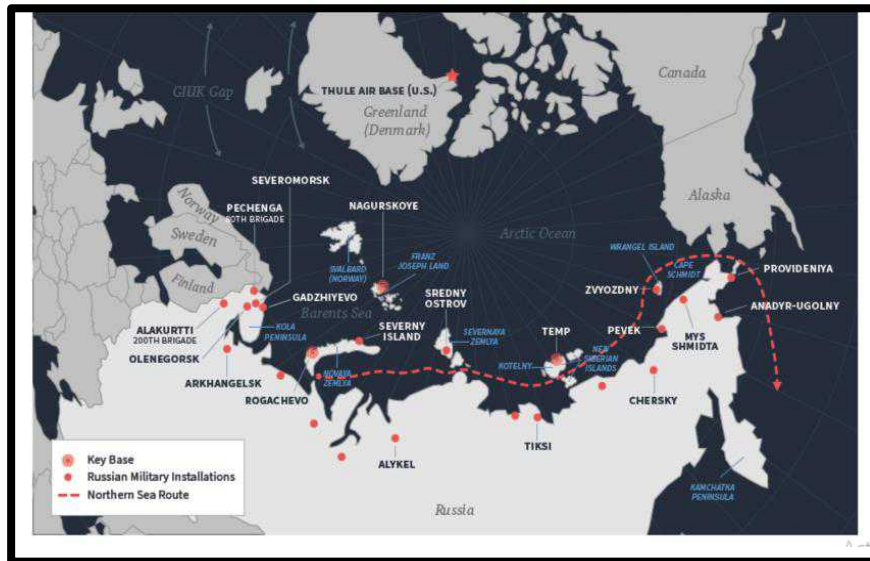 GIUK Gap
THULE AIR BASE (U.S.)
Greenland
(Denmark)
Canada
Alaska
SEVEROMORSK
PECHENGA
80TH BRIGADE
NAGURSKOYE
Norway
Sweden
Finland
SVALBARD
(NORWAY)
FRANZ
JOSEPH LAND
Arctic Ocean
WRANGEL ISLAND
CAPE
SCHMIDT
PROVIDENIYA
ZVYOZDNY
GADZHIYEVO
Barents Sea
SREDNY
OSTROV
ANADYR-UGOLNY
ALAKURTTI
200TH BRIGADE
KOLA
PENINSULA
SEVERNY
ISLAND
SEVERNAYA
ZEMLYA
TEMP
PEVEK
MYS
SHMIDTA
OLENEGORSK
KOTELNY
NEW
SIBERIAN
ISLANDS
ARKHANGELSK
NOVAYA
ZEMLYA
ROGACHEVO
CHERSKY
TIKSI
ALYKEL
KAMCHATKA
PENINSULA
Russia
Key Base
Russian Military Installations
Northern Sea Route